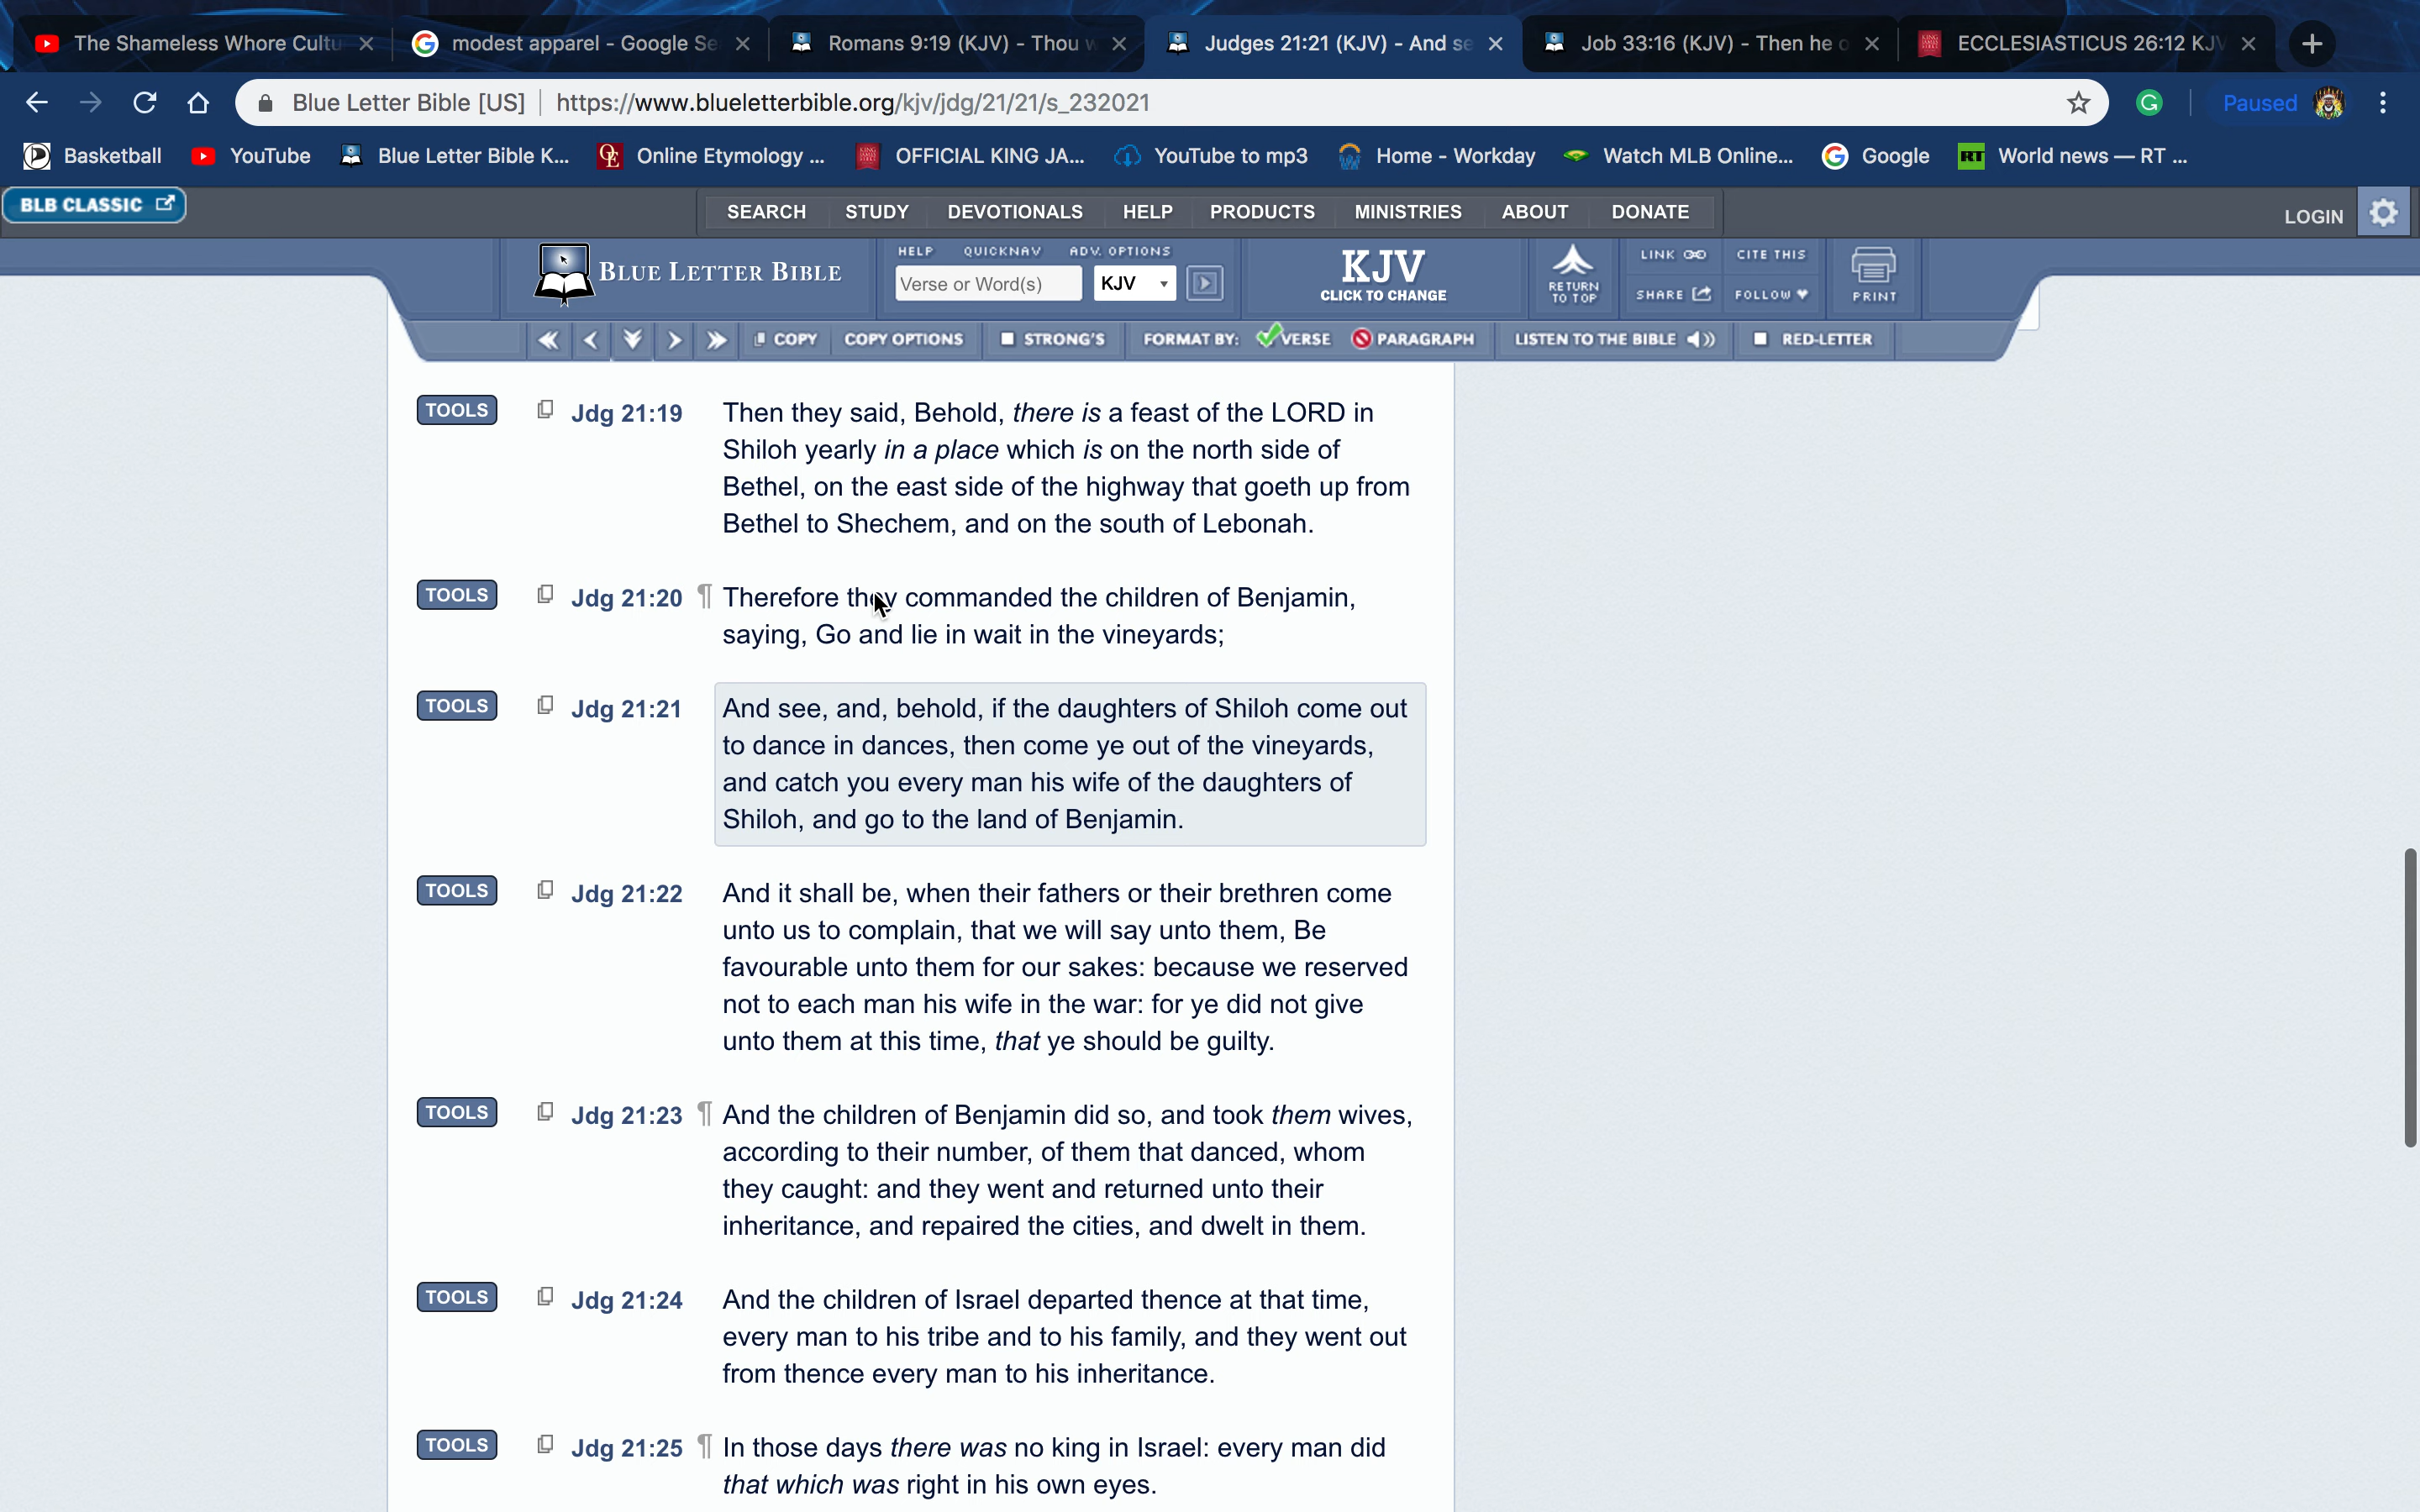 The Shameless Whore Cultu
modest apparel - Google Se
Romans 9:19 (KJV) - Thou w
Judges 21:21 (KJV) - And se
Job 33:16 (KJV) - Then he o
ECCLESIASTICUS 26:12 KJV
Blue Letter Bible [US] https://www.blueletterbible.org/kjv/jdg/21/21/s_232021
Paused
Basketball
YouTube
Blue Letter Bible K...
Online Etymology ...
OFFICIAL KING JA...
YouTube to mp3
Home - Workday
Watch MLB Online...
Google
World news — RT ...
BLB CLASSIC
SEARCH STUDY DEVOTIONALS HELP PRODUCTS MINISTRIES ABOUT DONATE
LOGIN
BLUE LETTER BIBLE
HELP QUICKNAV ADV. OPTIONS
Verse or Word(s) KJV
KJV
CLICK TO CHANGE
RETURN
TO TOP
LINK CITE THIS
SHARE FOLLOW
PRINT
COPY COPY OPTIONS STRONG'S FORMAT BY: VERSE PARAGRAPH LISTEN TO THE BIBLE RED-LETTER
TOOLS Jdg 21:19 Then they said, Behold, there is a feast of the LORD in
Shiloh yearly in a place which is on the north side of
Bethel, on the east side of the highway that goeth up from
Bethel to Shechem, and on the south of Lebonah.
TOOLS Jdg 21:20 ¶ Therefore they commanded the children of Benjamin,
saying, Go and lie in wait in the vineyards;
TOOLS Jdg 21:21 And see, and, behold, if the daughters of Shiloh come out
to dance in dances, then come ye out of the vineyards,
and catch you every man his wife of the daughters of
Shiloh, and go to the land of Benjamin.
TOOLS Jdg 21:22 And it shall be, when their fathers or their brethren come
unto us to complain, that we will say unto them, Be
favourable unto them for our sakes: because we reserved
not to each man his wife in the war: for ye did not give
unto them at this time, that ye should be guilty.
TOOLS Jdg 21:23 ¶ And the children of Benjamin did so, and took them wives,
according to their number, of them that danced, whom
they caught: and they went and returned unto their
inheritance, and repaired the cities, and dwelt in them.
TOOLS Jdg 21:24 And the children of Israel departed thence at that time,
every man to his tribe and to his family, and they went out
from thence every man to his inheritance.
TOOLS Jdg 21:25 ¶ In those days there was no king in Israel: every man did
that which was right in his own eyes.